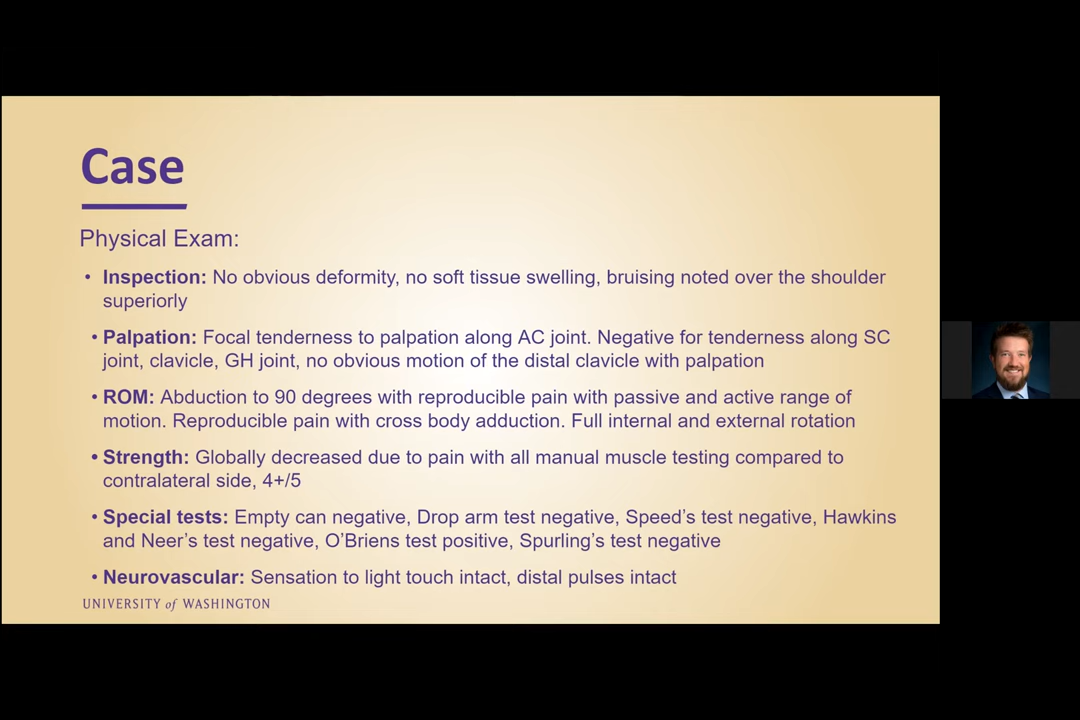 Case
Physical Exam:
• Inspection: No obvious deformity, no soft tissue swelling, bruising noted over the shoulder
superiorly
• Palpation: Focal tenderness to palpation along AC joint. Negative for tenderness along SC
joint, clavicle, GH joint, no obvious motion of the distal clavicle with palpation
• ROM: Abduction to 90 degrees with reproducible pain with passive and active range of
motion. Reproducible pain with cross body adduction. Full internal and external rotation
• Strength: Globally decreased due to pain with all manual muscle testing compared to
contralateral side, 4+/5
• Special tests: Empty can negative, Drop arm test negative, Speed’s test negative, Hawkins
and Neer’s test negative, O’Briens test positive, Spurling’s test negative
• Neurovascular: Sensation to light touch intact, distal pulses intact
UNIVERSITY of WASHINGTON